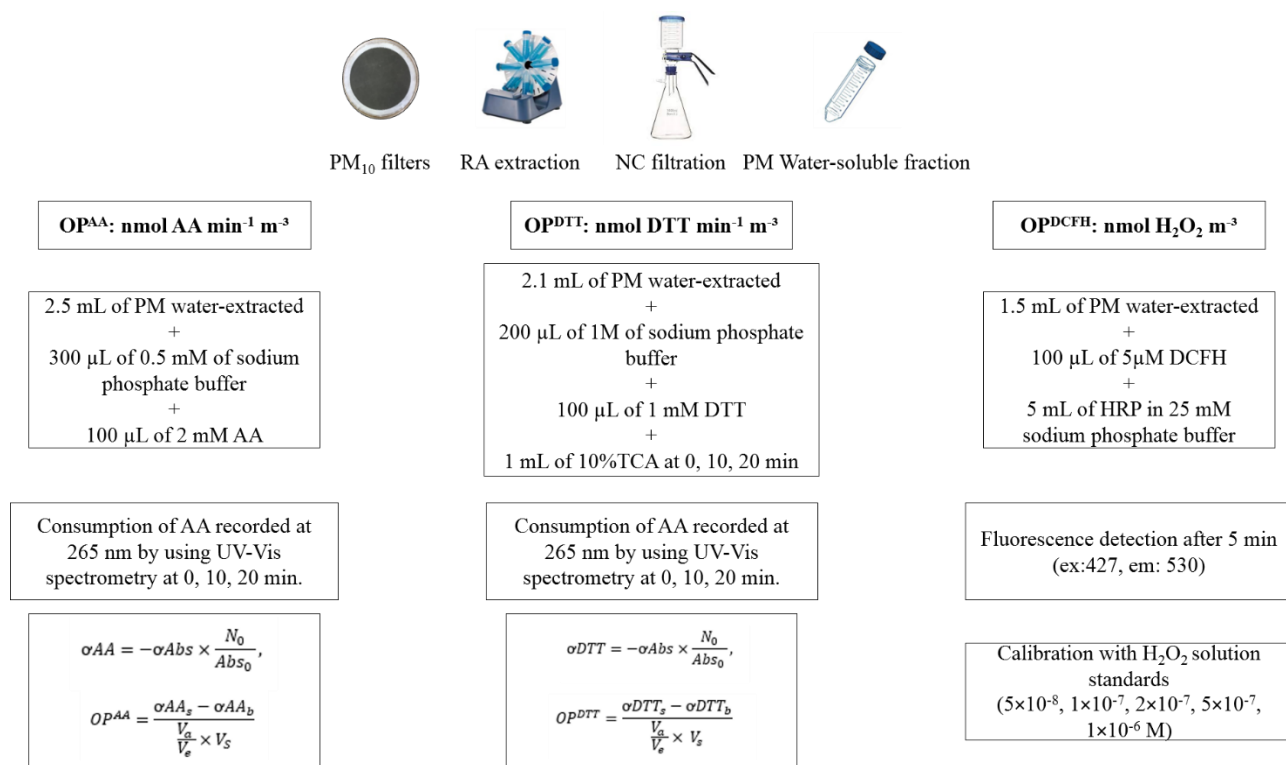 PM₁₀ filters
RA extraction
NC filtration
PM Water-soluble fraction
OPᴬᴬ: nmol AA min⁻¹ m⁻³
2.5 mL of PM water-extracted
+
300 µL of 0.5 mM of sodium
phosphate buffer
+
100 µL of 2 mM AA
Consumption of AA recorded at
265 nm by using UV-Vis
spectrometry at 0, 10, 20 min.
σAA = −σAbs × N₀/Abs₀,
OPᴬᴬ = (σAAₛ − σAA_b)/(Vₐ/Vₑ × V_S)
OPᴰᵀᵀ: nmol DTT min⁻¹ m⁻³
2.1 mL of PM water-extracted
+
200 µL of 1M of sodium phosphate
buffer
+
100 µL of 1 mM DTT
+
1 mL of 10%TCA at 0, 10, 20 min
Consumption of AA recorded at
265 nm by using UV-Vis
spectrometry at 0, 10, 20 min.
σDTT = −σAbs × N₀/Abs₀,
OPᴰᵀᵀ = (σDTTₛ − σDTT_b)/(Vₐ/Vₑ × Vₛ)
OP^DCFH: nmol H₂O₂ m⁻³
1.5 mL of PM water-extracted
+
100 µL of 5µM DCFH
+
5 mL of HRP in 25 mM
sodium phosphate buffer
Fluorescence detection after 5 min
(ex:427, em: 530)
Calibration with H₂O₂ solution
standards
(5×10⁻⁸, 1×10⁻⁷, 2×10⁻⁷, 5×10⁻⁷,
1×10⁻⁶ M)